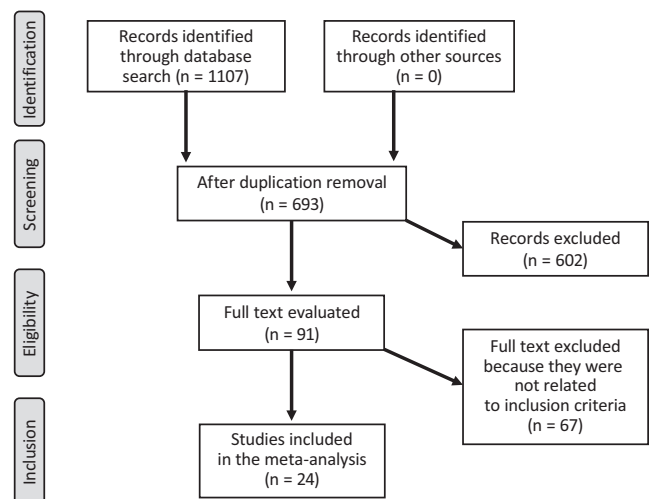 Identification
Records identified
through database
search (n = 1107)
Records identified
through other sources
(n = 0)
Screening
After duplication removal
(n = 693)
Records excluded
(n = 602)
Eligibility
Full text evaluated
(n = 91)
Full text excluded
because they were
not related
to inclusion criteria
(n = 67)
Inclusion
Studies included
in the meta-analysis
(n = 24)